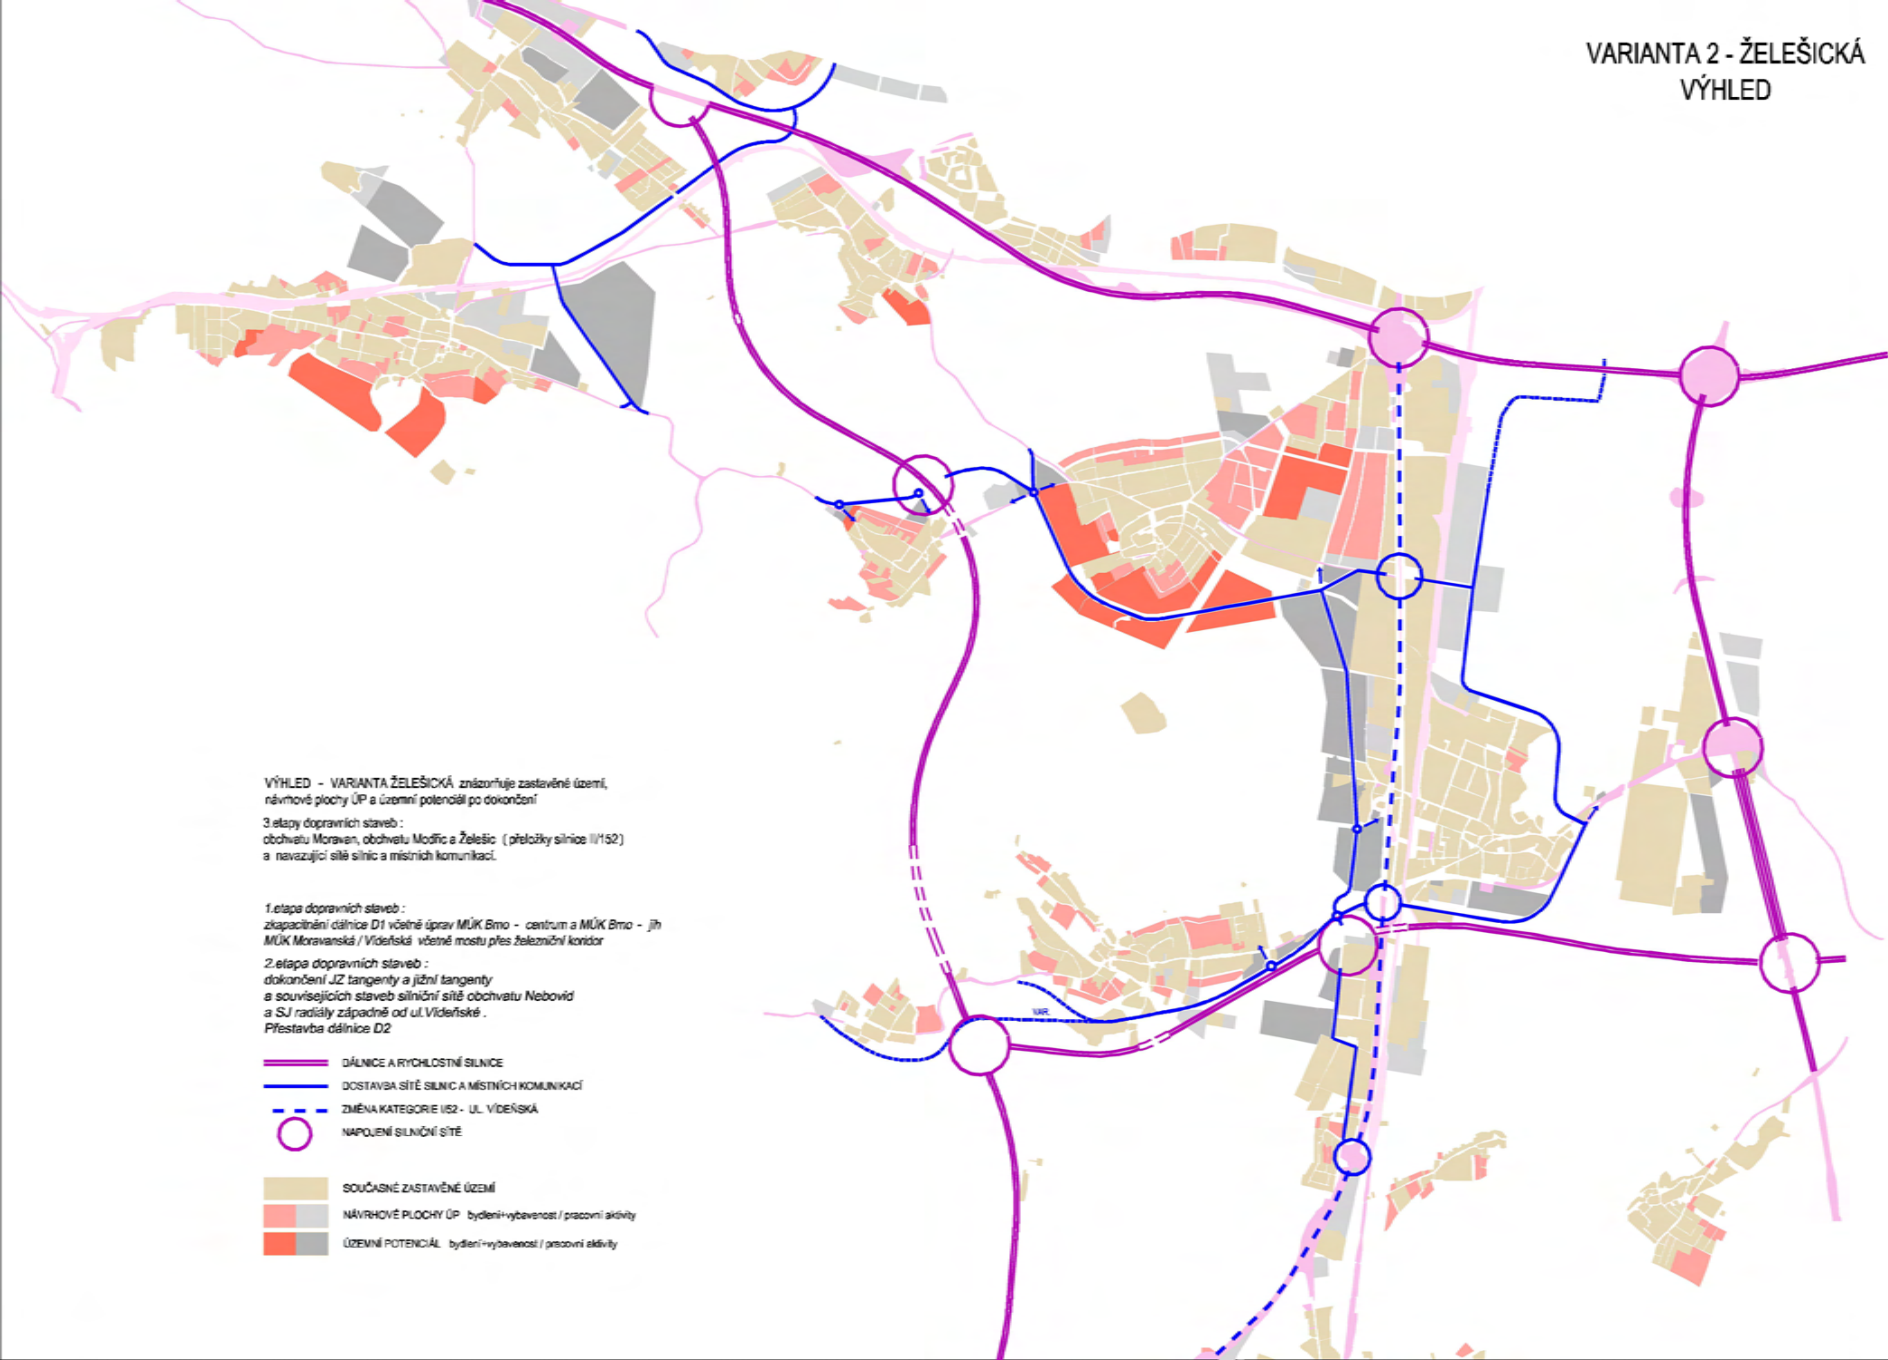 VARIANTA 2 - ŽELEŠICKÁ
VÝHLED
VAR.
VÝHLED - VARIANTA ŽELEŠICKÁ znázorňuje zastavěné území,
návrhové plochy ÚP a územní potenciál po dokončení
3.etapy dopravních staveb :
obchvatu Moravan, obchvatu Modřic a Želešic ( přeložky silnice II/152 )
a navazující sítě silnic a místních komunikací.
1.etapa dopravních staveb :
zkapacitnění dálnice D1 včetně úprav MÚK Brno - centrum a MÚK Brno - jih
MÚK Moravanská / Vídeňská včetně mostu přes železniční koridor
2.etapa dopravních staveb :
dokončení JZ tangenty a jižní tangenty
a souvisejících staveb silniční sítě obchvatu Nebovid
a SJ radiály západně od ul.Vídeňské .
Přestavba dálnice D2
DÁLNICE A RYCHLOSTNÍ SILNICE
DOSTAVBA SÍTĚ SILNIC A MÍSTNÍCH KOMUNIKACÍ
ZMĚNA KATEGORIE I/52 - UL. VÍDEŇSKÁ
NAPOJENÍ SILNIČNÍ SÍTĚ
SOUČASNÉ ZASTAVĚNÉ ÚZEMÍ
NÁVRHOVÉ PLOCHY ÚP bydlení+vybavenost / pracovní aktivity
ÚZEMNÍ POTENCIÁL bydlení+vybavenost / pracovní aktivity